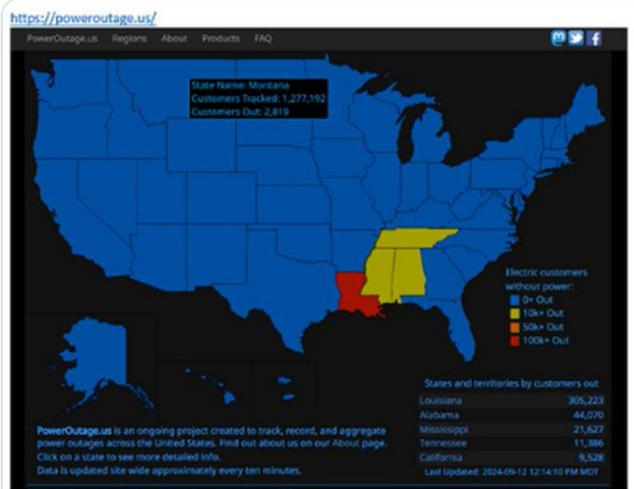 https://poweroutage.us/
PowerOutage.us Regions About Products FAQ
State Name: Montana
Customers Tracked: 1,277,192
Customers Out: 2,819
Electric customers
without power:
0+ Out
10k+ Out
50k+ Out
100k+ Out
States and territories by customers out
Louisiana 305,223
Alabama 44,070
Mississippi 21,627
Tennessee 11,386
California 9,528
Last Updated: 2024-09-12 12:14:10 PM MDT
PowerOutage.us is an ongoing project created to track, record, and aggregate
power outages across the United States. Find out about us on our About page.
Click on a state to see more detailed info.
Data is updated site wide approximately every ten minutes.